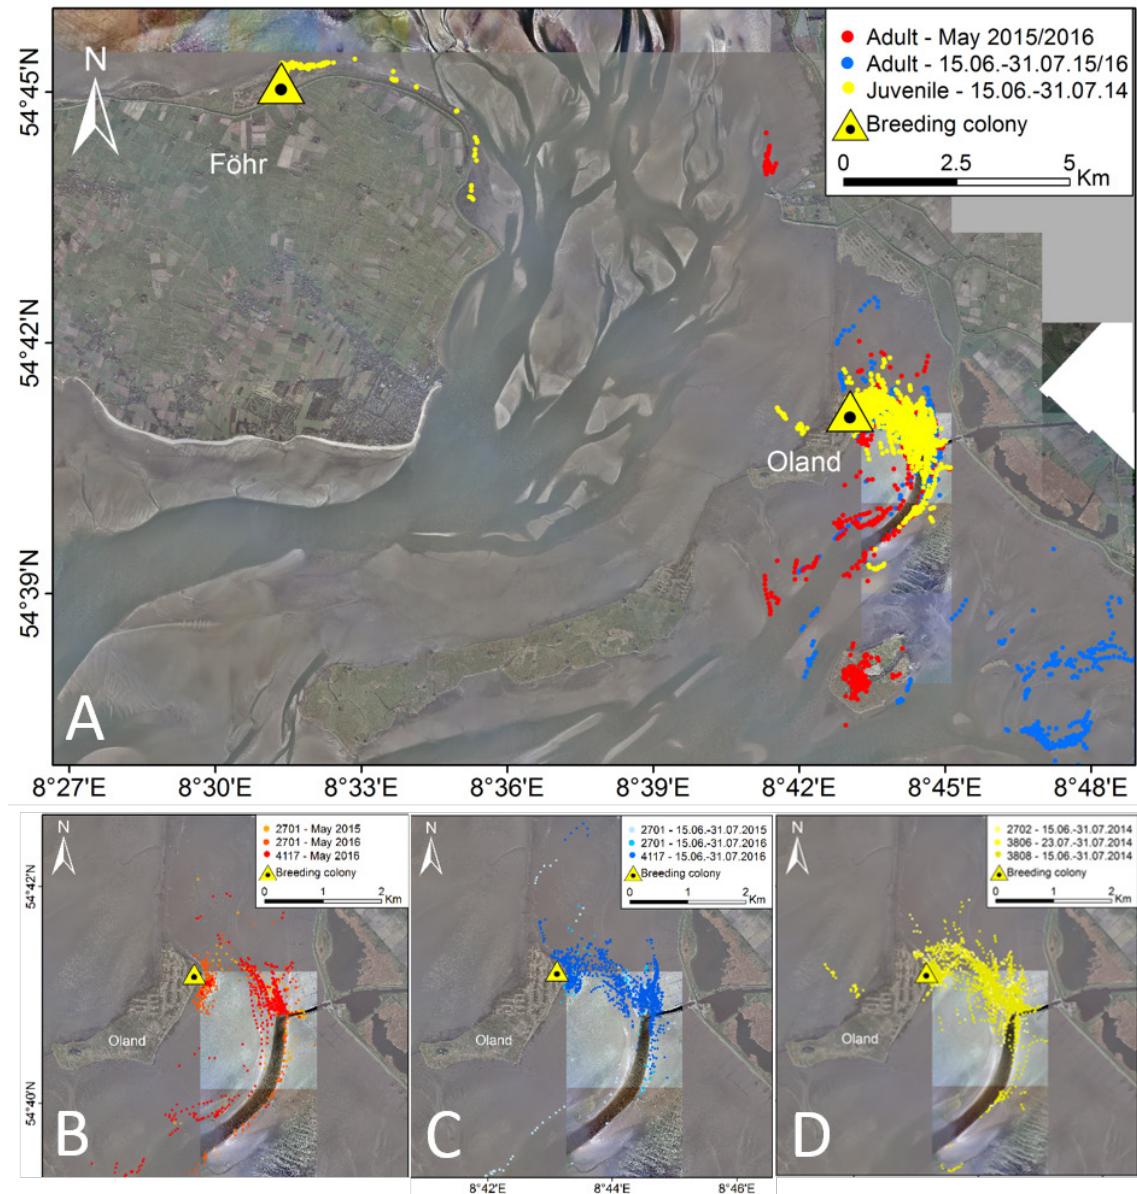 N
Adult - May 2015/2016
Adult - 15.06.-31.07.15/16
Juvenile - 15.06.-31.07.14
Breeding colony
0 2.5 5
Km
54°45'N
54°42'N
54°39'N
Föhr
Oland
A
8°27'E 8°30'E 8°33'E 8°36'E 8°39'E 8°42'E 8°45'E 8°48'E
N
2701 - May 2015
2701 - May 2016
4117 - May 2016
Breeding colony
0 1 2
Km
54°42'N
54°40'N
Oland
B
N
2701 - 15.06.-31.07.2015
2701 - 15.06.-31.07.2016
4117 - 15.06.-31.07.2016
Breeding colony
0 1 2
Km
Oland
C
8°42'E 8°44'E 8°46'E
N
2702 - 15.06.-31.07.2014
3806 - 23.07.-31.07.2014
3808 - 15.06.-31.07.2014
Breeding colony
0 1 2
Km
Oland
D